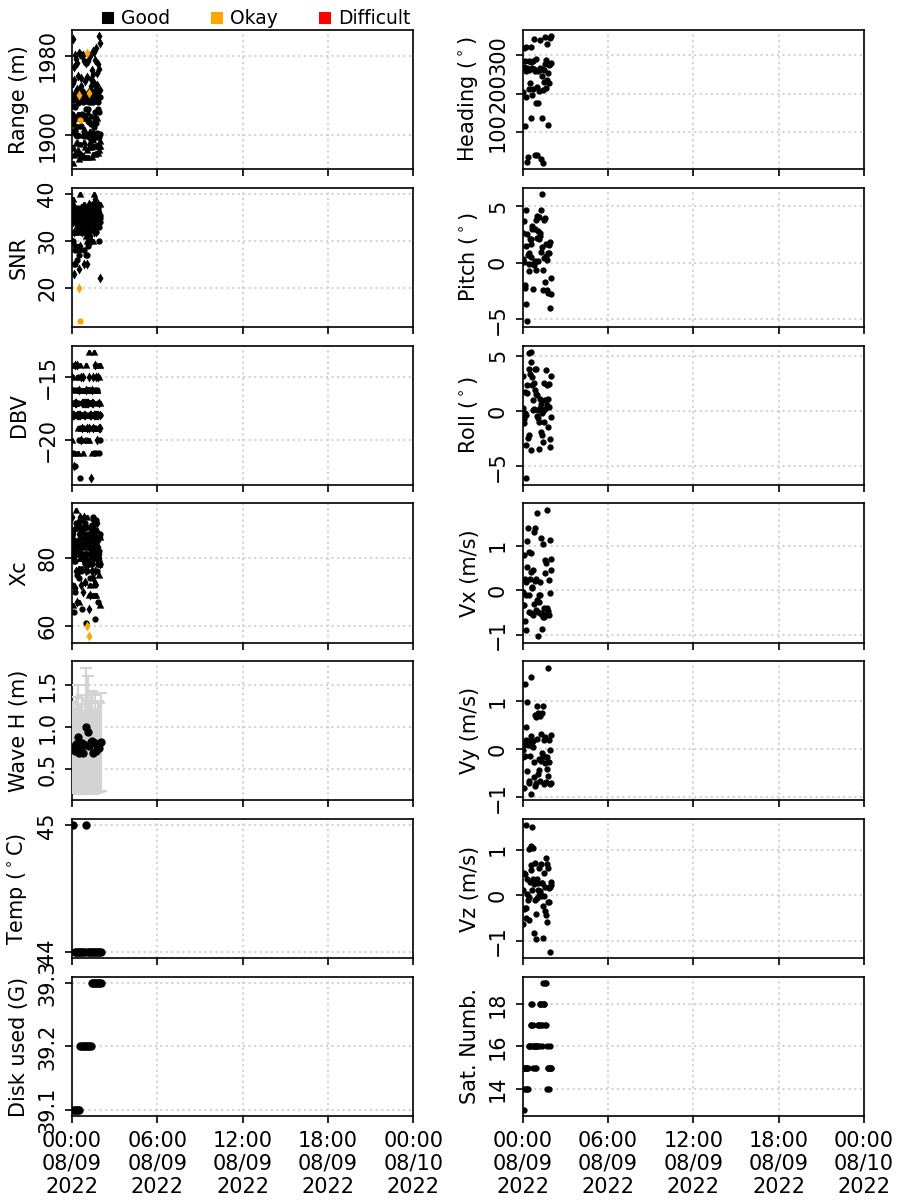 Good Okay Difficult
Range (m)
1980
1900
Heading (°)
300
200
100
SNR
40
30
20
Pitch (°)
5
0
−5
DBV
−15
−20
Roll (°)
5
0
−5
Xc
80
60
Vx (m/s)
1
0
−1
Wave H (m)
1.5
1.0
0.5
Vy (m/s)
1
0
−1
Temp (°C)
45
44
Vz (m/s)
1
0
−1
Disk used (G)
39.3
39.2
39.1
Sat. Numb.
18
16
14
00:00 06:00 12:00 18:00 00:00
08/09 08/09 08/09 08/09 08/10
2022 2022 2022 2022 2022
00:00 06:00 12:00 18:00 00:00
08/09 08/09 08/09 08/09 08/10
2022 2022 2022 2022 2022